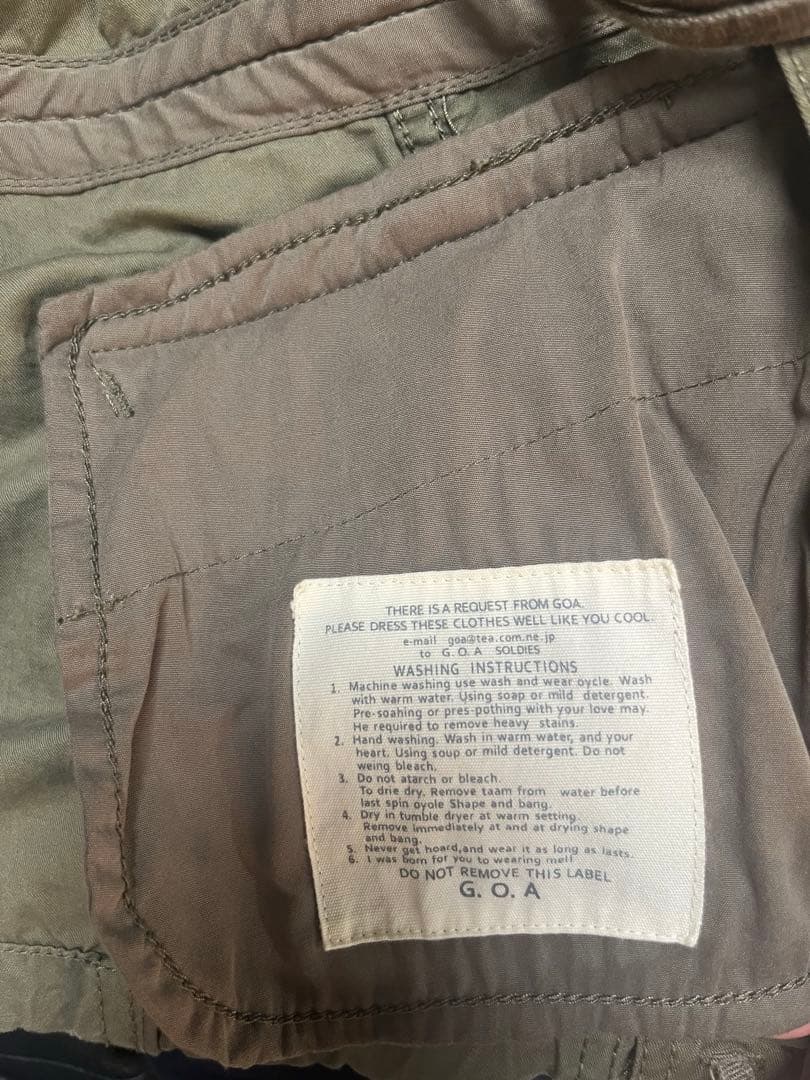 THERE IS A REQUEST FROM GOA.
PLEASE DRESS THESE CLOTHES WELL LIKE YOU COOL.
e-mail goa@tea.com.ne.jp
to G. O. A SOLDIES
WASHING INSTRUCTIONS
1. Machine washing use wash and wear oycle. Wash
with warm water. Using soap or mild detergent.
Pre-soahing or pres-pothing with your love may.
He required to remove heavy stains.
2. Hand washing. Wash in warm water, and your
heart. Using soup or mild detergent. Do not
weing bleach,
3. Do not atarch or bleach.
To drie dry. Remove taam from water before
last spin oyole Shape and bang.
4. Dry in tumble dryer at warm setting.
Remove immediately at and at drying shape
and bang.
5. Never get hoard,and wear it as long as lasts.
6. I was born for you to wearing mell
DO NOT REMOVE THIS LABEL
G. O. A